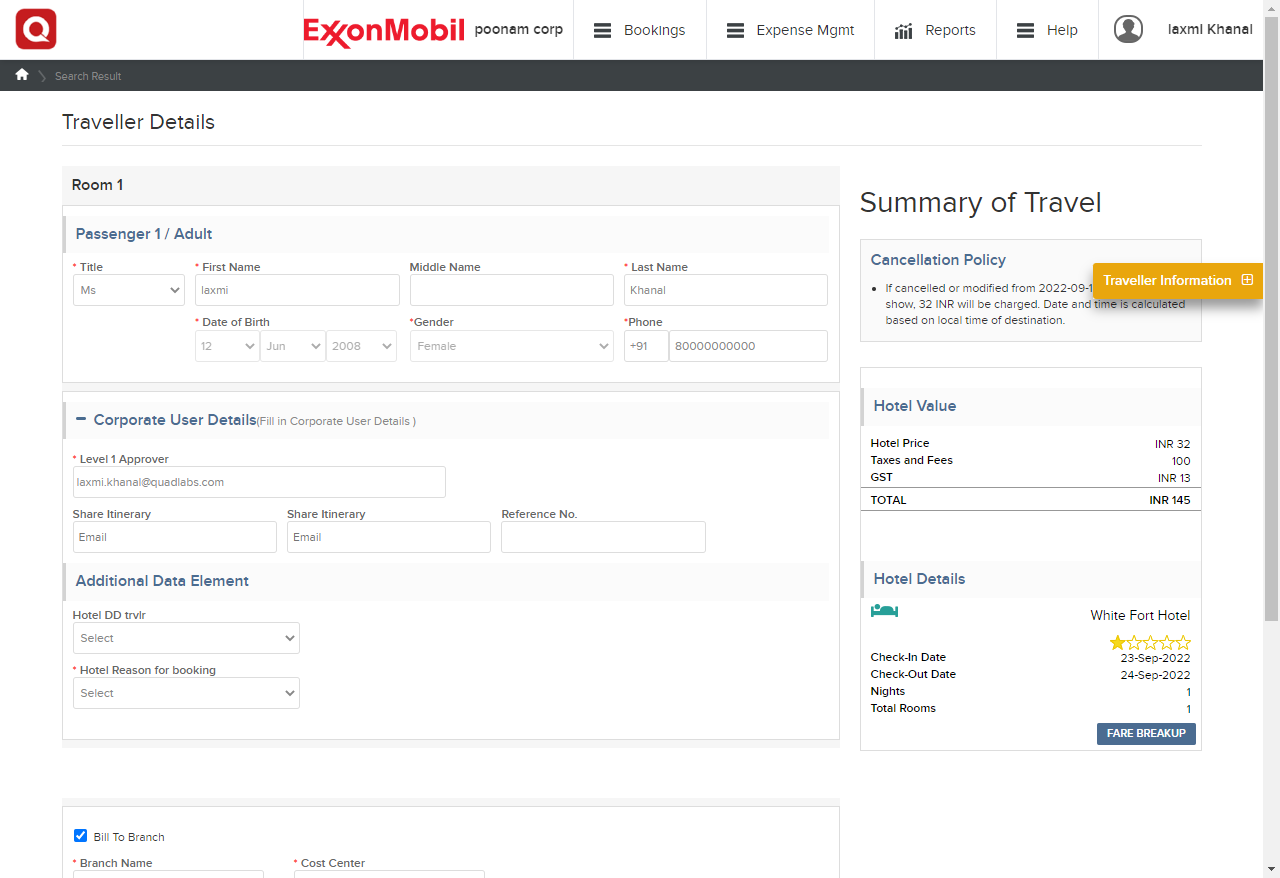 Q
ExxonMobil poonam corp
Bookings
Expense Mgmt
Reports
Help
laxmi Khanal
Search Result
Traveller Details
Room 1
Passenger 1 / Adult
* Title
* First Name
Middle Name
* Last Name
Ms
laxmi
Khanal
* Date of Birth
*Gender
*Phone
12
Jun
2008
Female
+91
80000000000
Corporate User Details(Fill in Corporate User Details )
* Level 1 Approver
laxmi.khanal@quadlabs.com
Share Itinerary
Share Itinerary
Reference No.
Email
Email
Additional Data Element
Hotel DD trvlr
Select
* Hotel Reason for booking
Select
Bill To Branch
* Branch Name
* Cost Center
Summary of Travel
Cancellation Policy
If cancelled or modified from 2022-09-1
show, 32 INR will be charged. Date and time is calculated
based on local time of destination.
Traveller Information
Hotel Value
Hotel Price INR 32
Taxes and Fees 100
GST INR 13
TOTAL INR 145
Hotel Details
White Fort Hotel
Check-In Date 23-Sep-2022
Check-Out Date 24-Sep-2022
Nights 1
Total Rooms 1
FARE BREAKUP